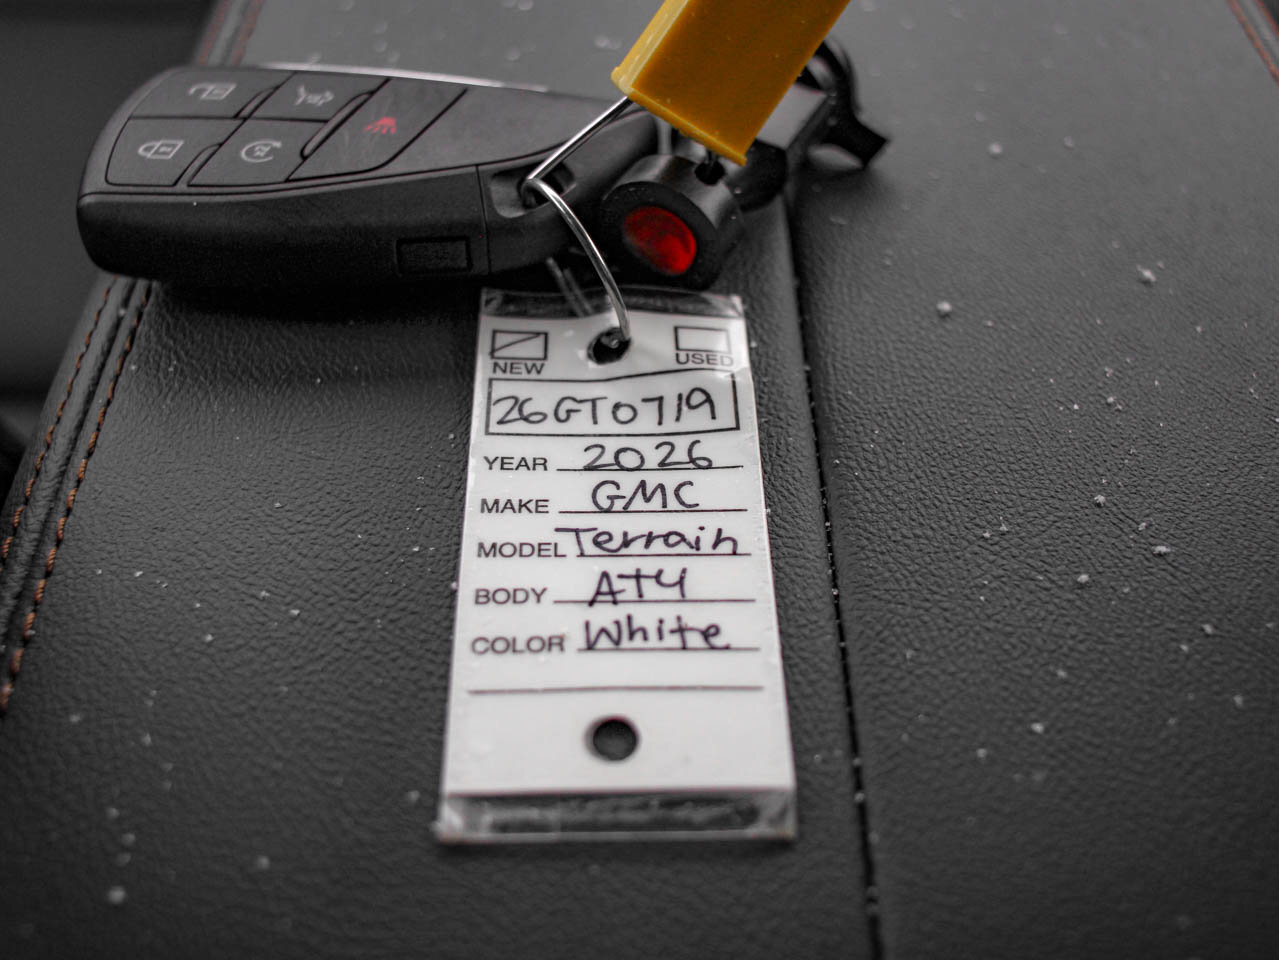 NEW USED
26GT0719
YEAR 2026
MAKE GMC
MODEL Terrain
BODY AT4
COLOR White